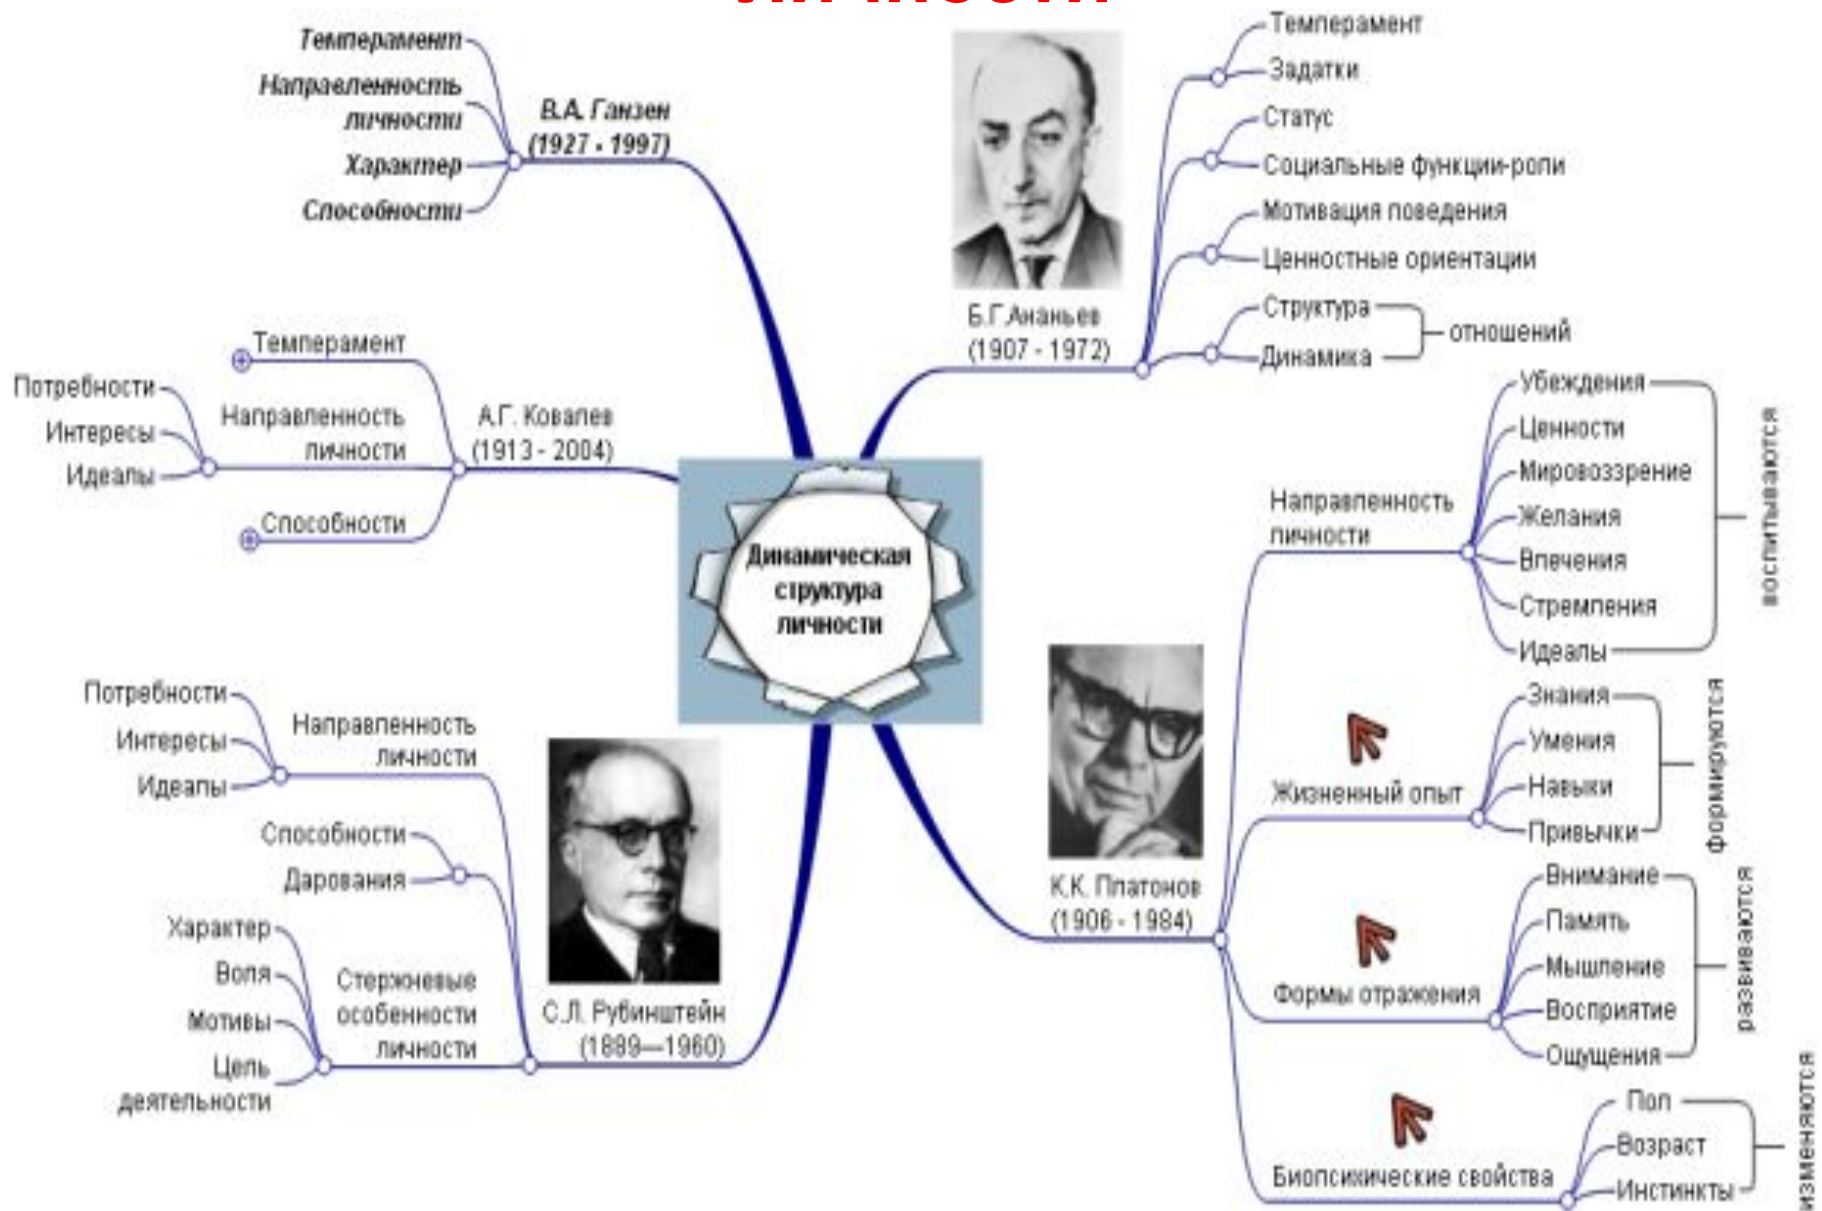 личности
Темперамент
Направленность
личности
Характер
Способности
В.А. Ганзен
(1927 - 1997)
Темперамент
Потребности
Интересы
Идеалы
Направленность
личности
Способности
А.Г. Ковалев
(1913 - 2004)
Динамическая
структура
личности
Потребности
Интересы
Идеалы
Направленность
личности
Способности
Дарования
Характер
Воля
Мотивы
Цель
деятельности
Стержневые
особенности
личности
С.Л. Рубинштейн
(1889—1960)
Б.Г.Ананьев
(1907 - 1972)
Темперамент
Задатки
Статус
Социальные функции-роли
Мотивация поведения
Ценностные ориентации
Структура
Динамика
отношений
К.К. Платонов
(1906 - 1984)
Направленность
личности
Убеждения
Ценности
Мировоззрение
Желания
Влечения
Стремления
Идеалы
воспитываются
Жизненный опыт
Знания
Умения
Навыки
Привычки
формируются
Формы отражения
Внимание
Память
Мышление
Восприятие
Ощущения
развиваются
Биопсихические свойства
Пол
Возраст
Инстинкты
изменяются